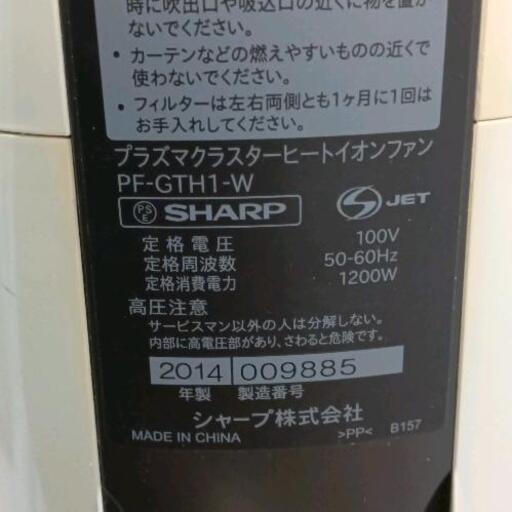 時に吹出口や吸込口の近くに物を置か
ないでください。
・カーテンなどの燃えやすいものの近くで
使わないでください。
・フィルターは左右両側とも1ヶ月に1回は
お手入れしてください。
プラズマクラスターヒートイオンファン
PF-GTH1-W
PSE SHARP S JET
定格電圧 100V
定格周波数 50-60Hz
定格消費電力 1200W
高圧注意
サービスマン以外の人は分解しない。
内部に高電圧部があり、さわると危険です。
2014 009885
年製 製造番号
シャープ株式会社
MADE IN CHINA >PP< B157